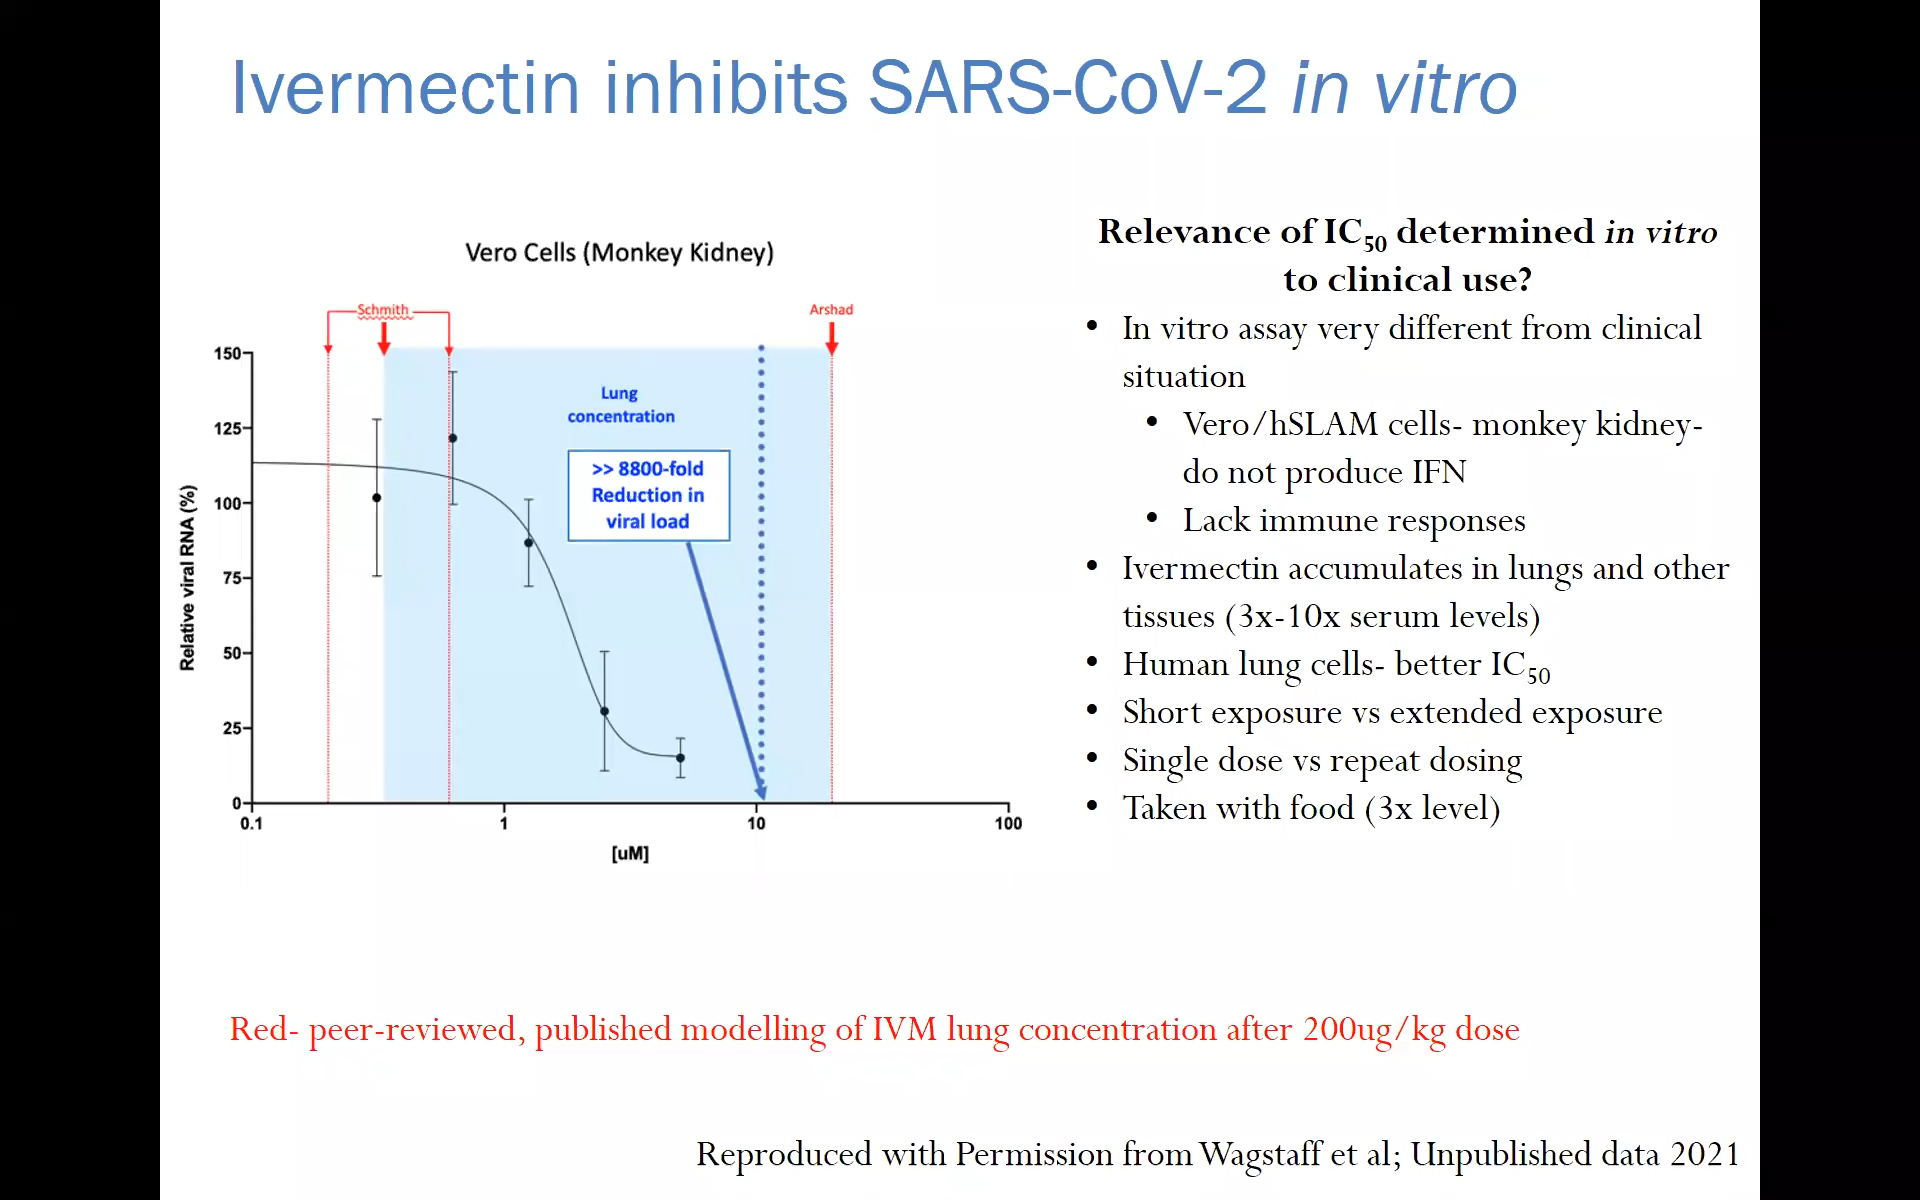 Ivermectin inhibits SARS-CoV-2 in vitro
Vero Cells (Monkey Kidney)
Schmith
Arshad
150
125
100
75
50
25
0
Relative viral RNA (%)
Lung
concentration
>> 8800-fold
Reduction in
viral load
0.1
1
10
100
[uM]
Relevance of IC50 determined in vitro
to clinical use?
• In vitro assay very different from clinical
situation
• Vero/hSLAM cells- monkey kidney-
do not produce IFN
• Lack immune responses
• Ivermectin accumulates in lungs and other
tissues (3x-10x serum levels)
• Human lung cells- better IC50
• Short exposure vs extended exposure
• Single dose vs repeat dosing
• Taken with food (3x level)
Red- peer-reviewed, published modelling of IVM lung concentration after 200ug/kg dose
Reproduced with Permission from Wagstaff et al; Unpublished data 2021